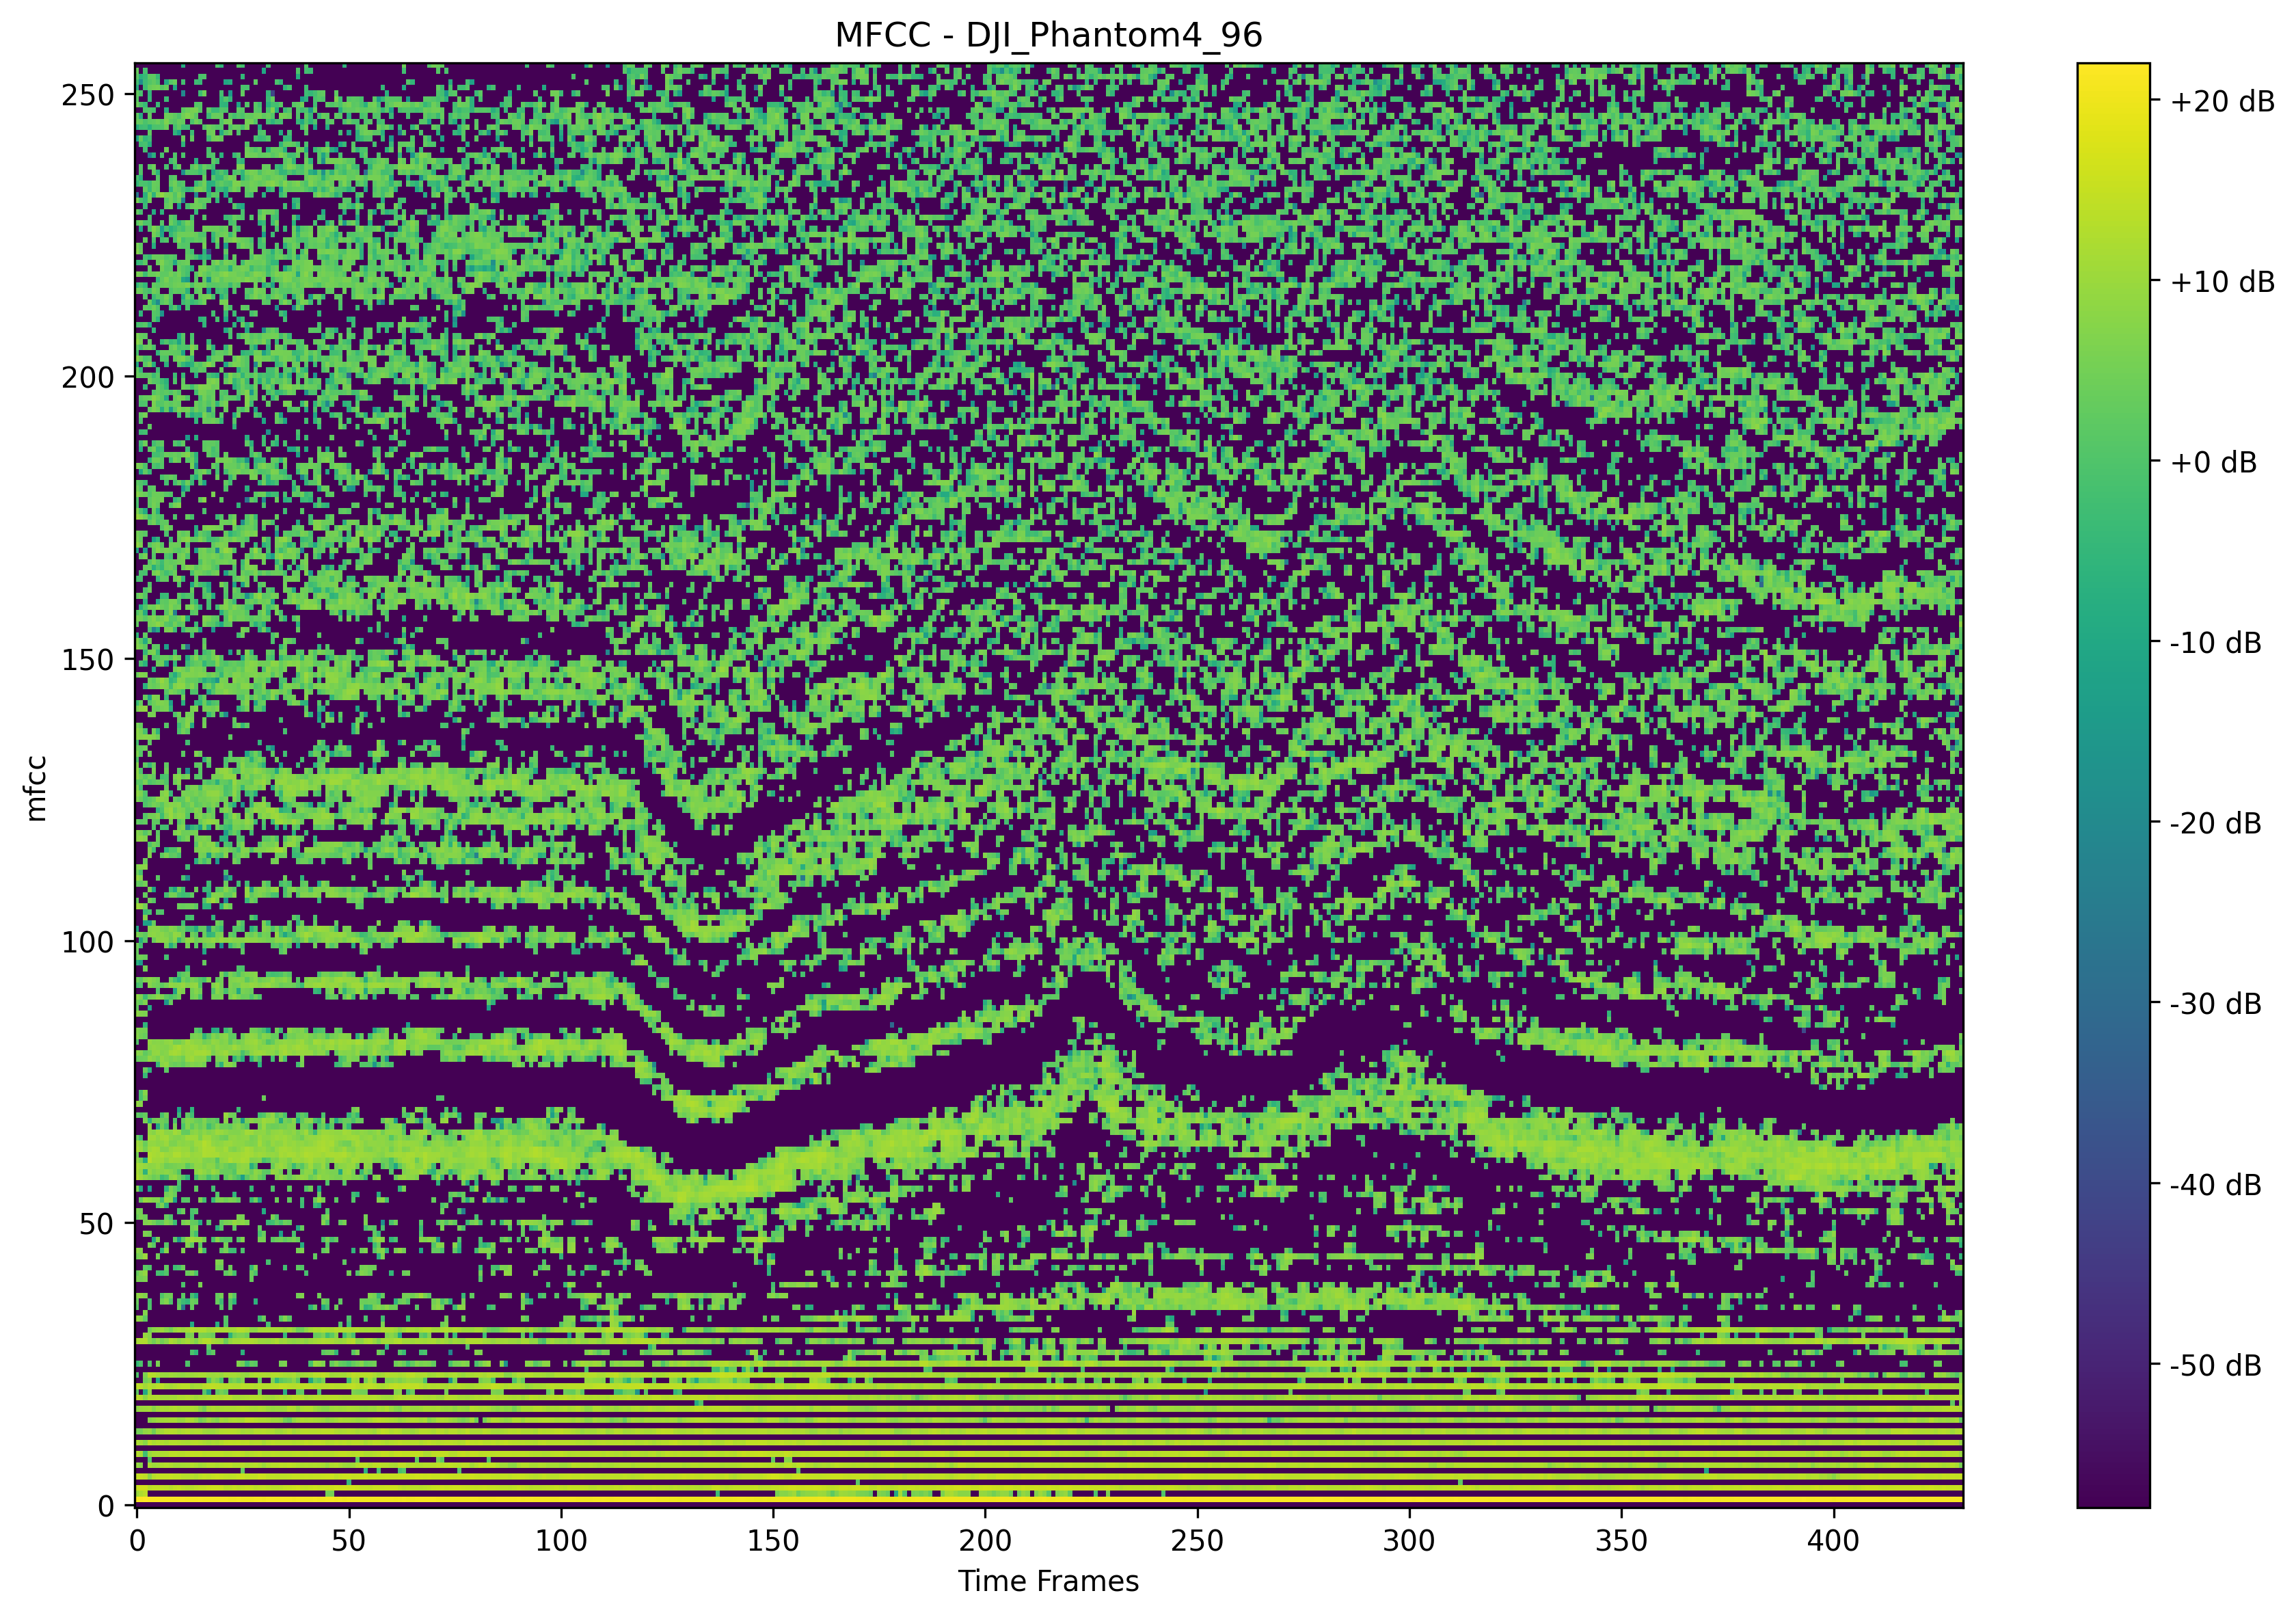 MFCC - DJI_Phantom4_96
250
200
150
100
50
0
mfcc
0 50 100 150 200 250 300 350 400
Time Frames
+20 dB
+10 dB
+0 dB
-10 dB
-20 dB
-30 dB
-40 dB
-50 dB